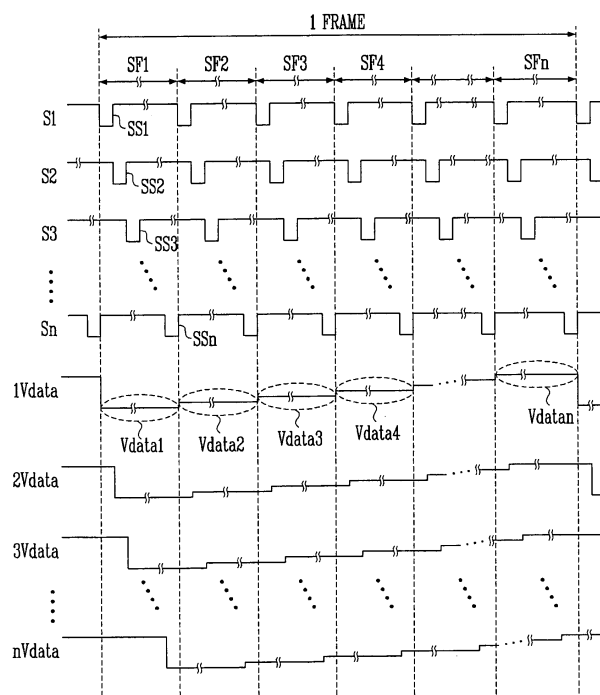 1 FRAME
SF1 SF2 SF3 SF4 SFn
S1
SS1
S2
SS2
S3
SS3
Sn
SSn
1Vdata
Vdata1 Vdata2 Vdata3 Vdata4 Vdatan
2Vdata
3Vdata
nVdata